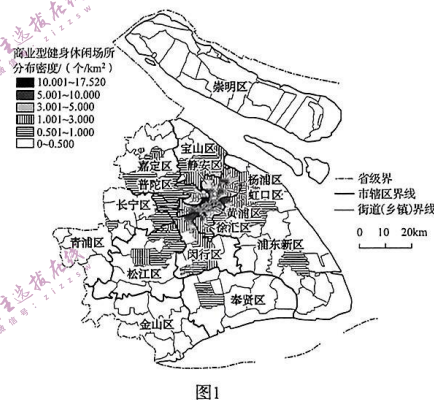 商业型健身休闲场所
分布密度/(个/km²)
10.001~17.520
5.001~10.000
3.001~5.000
1.001~3.000
0.501~1.000
0~0.500
崇明区
宝山区
嘉定区
静安区
普陀区
杨浦区
虹口区
长宁区
黄浦区
徐汇区
青浦区
浦东新区
闵行区
松江区
奉贤区
金山区
省级界
市辖区界线
街道(乡镇)界线
0 10 20km
图1